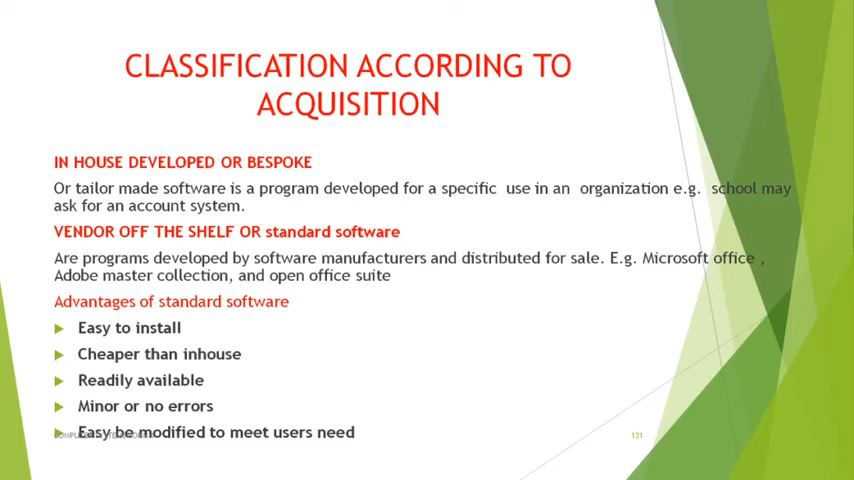 CLASSIFICATION ACCORDING TO
ACQUISITION
IN HOUSE DEVELOPED OR BESPOKE
Or tailor made software is a program developed for a specific use in an organization e.g. school may
ask for an account system.
VENDOR OFF THE SHELF OR standard software
Are programs developed by software manufacturers and distributed for sale. E.g. Microsoft office ,
Adobe master collection, and open office suite
Advantages of standard software
Easy to install
Cheaper than inhouse
Readily available
Minor or no errors
Easy be modified to meet users need
131